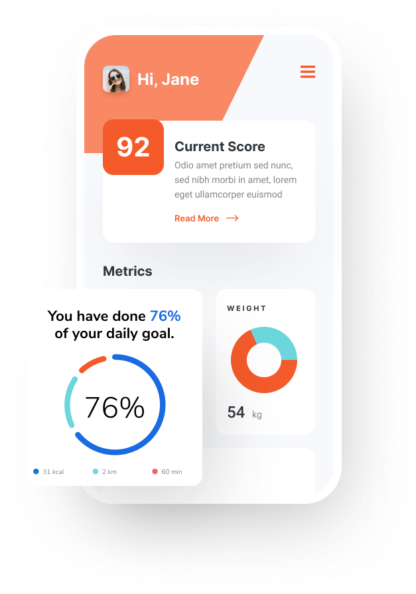 Hi, Jane
92
Current Score
Odio amet pretium sed nunc,
sed nibh morbi in amet, lorem
eget ullamcorper euismod
Read More
Metrics
You have done 76%
of your daily goal.
76%
31 kcal
2 km
60 min
WEIGHT
54 kg